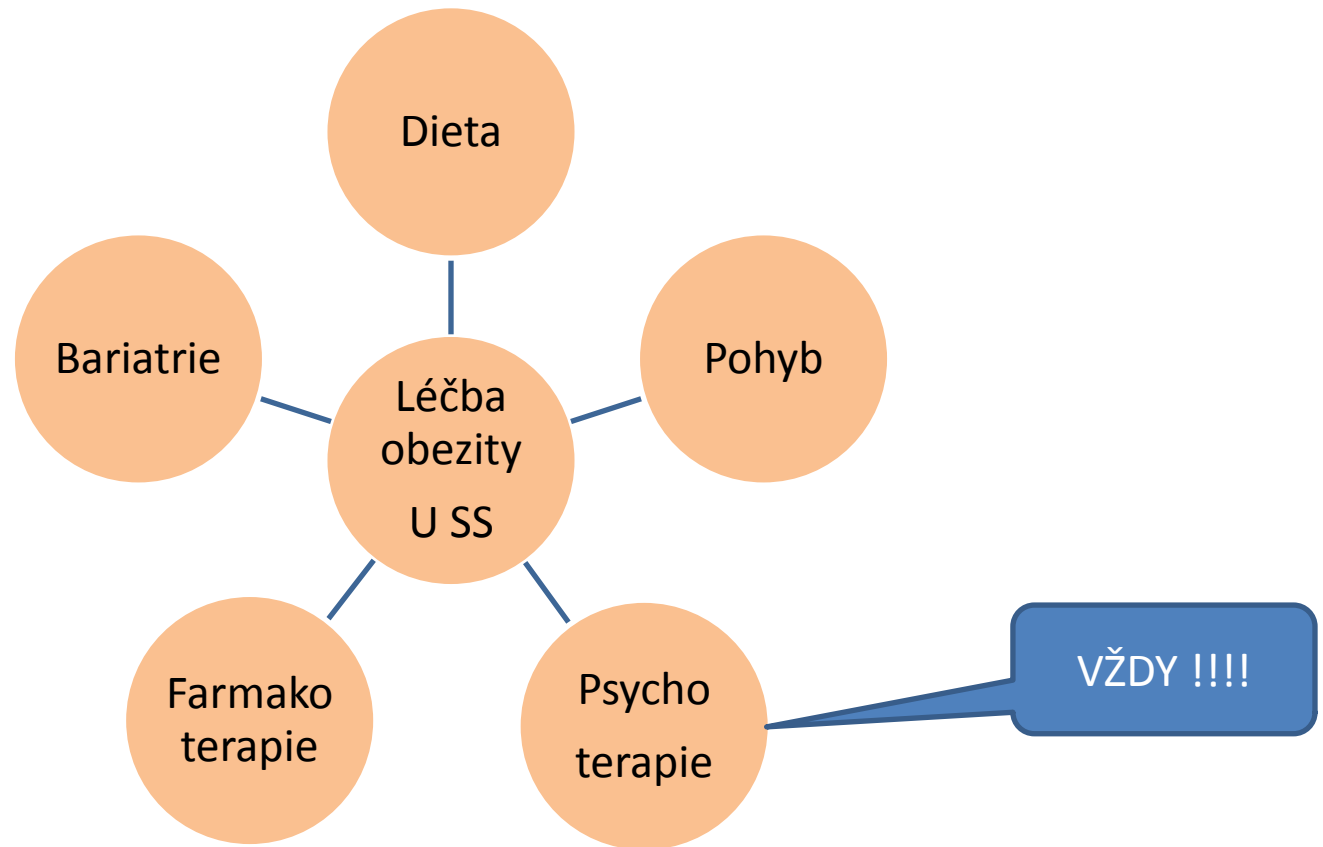 Dieta
Bariatrie
Pohyb
Léčba
obezity
U SS
Farmako
terapie
Psycho
terapie
VŽDY !!!!